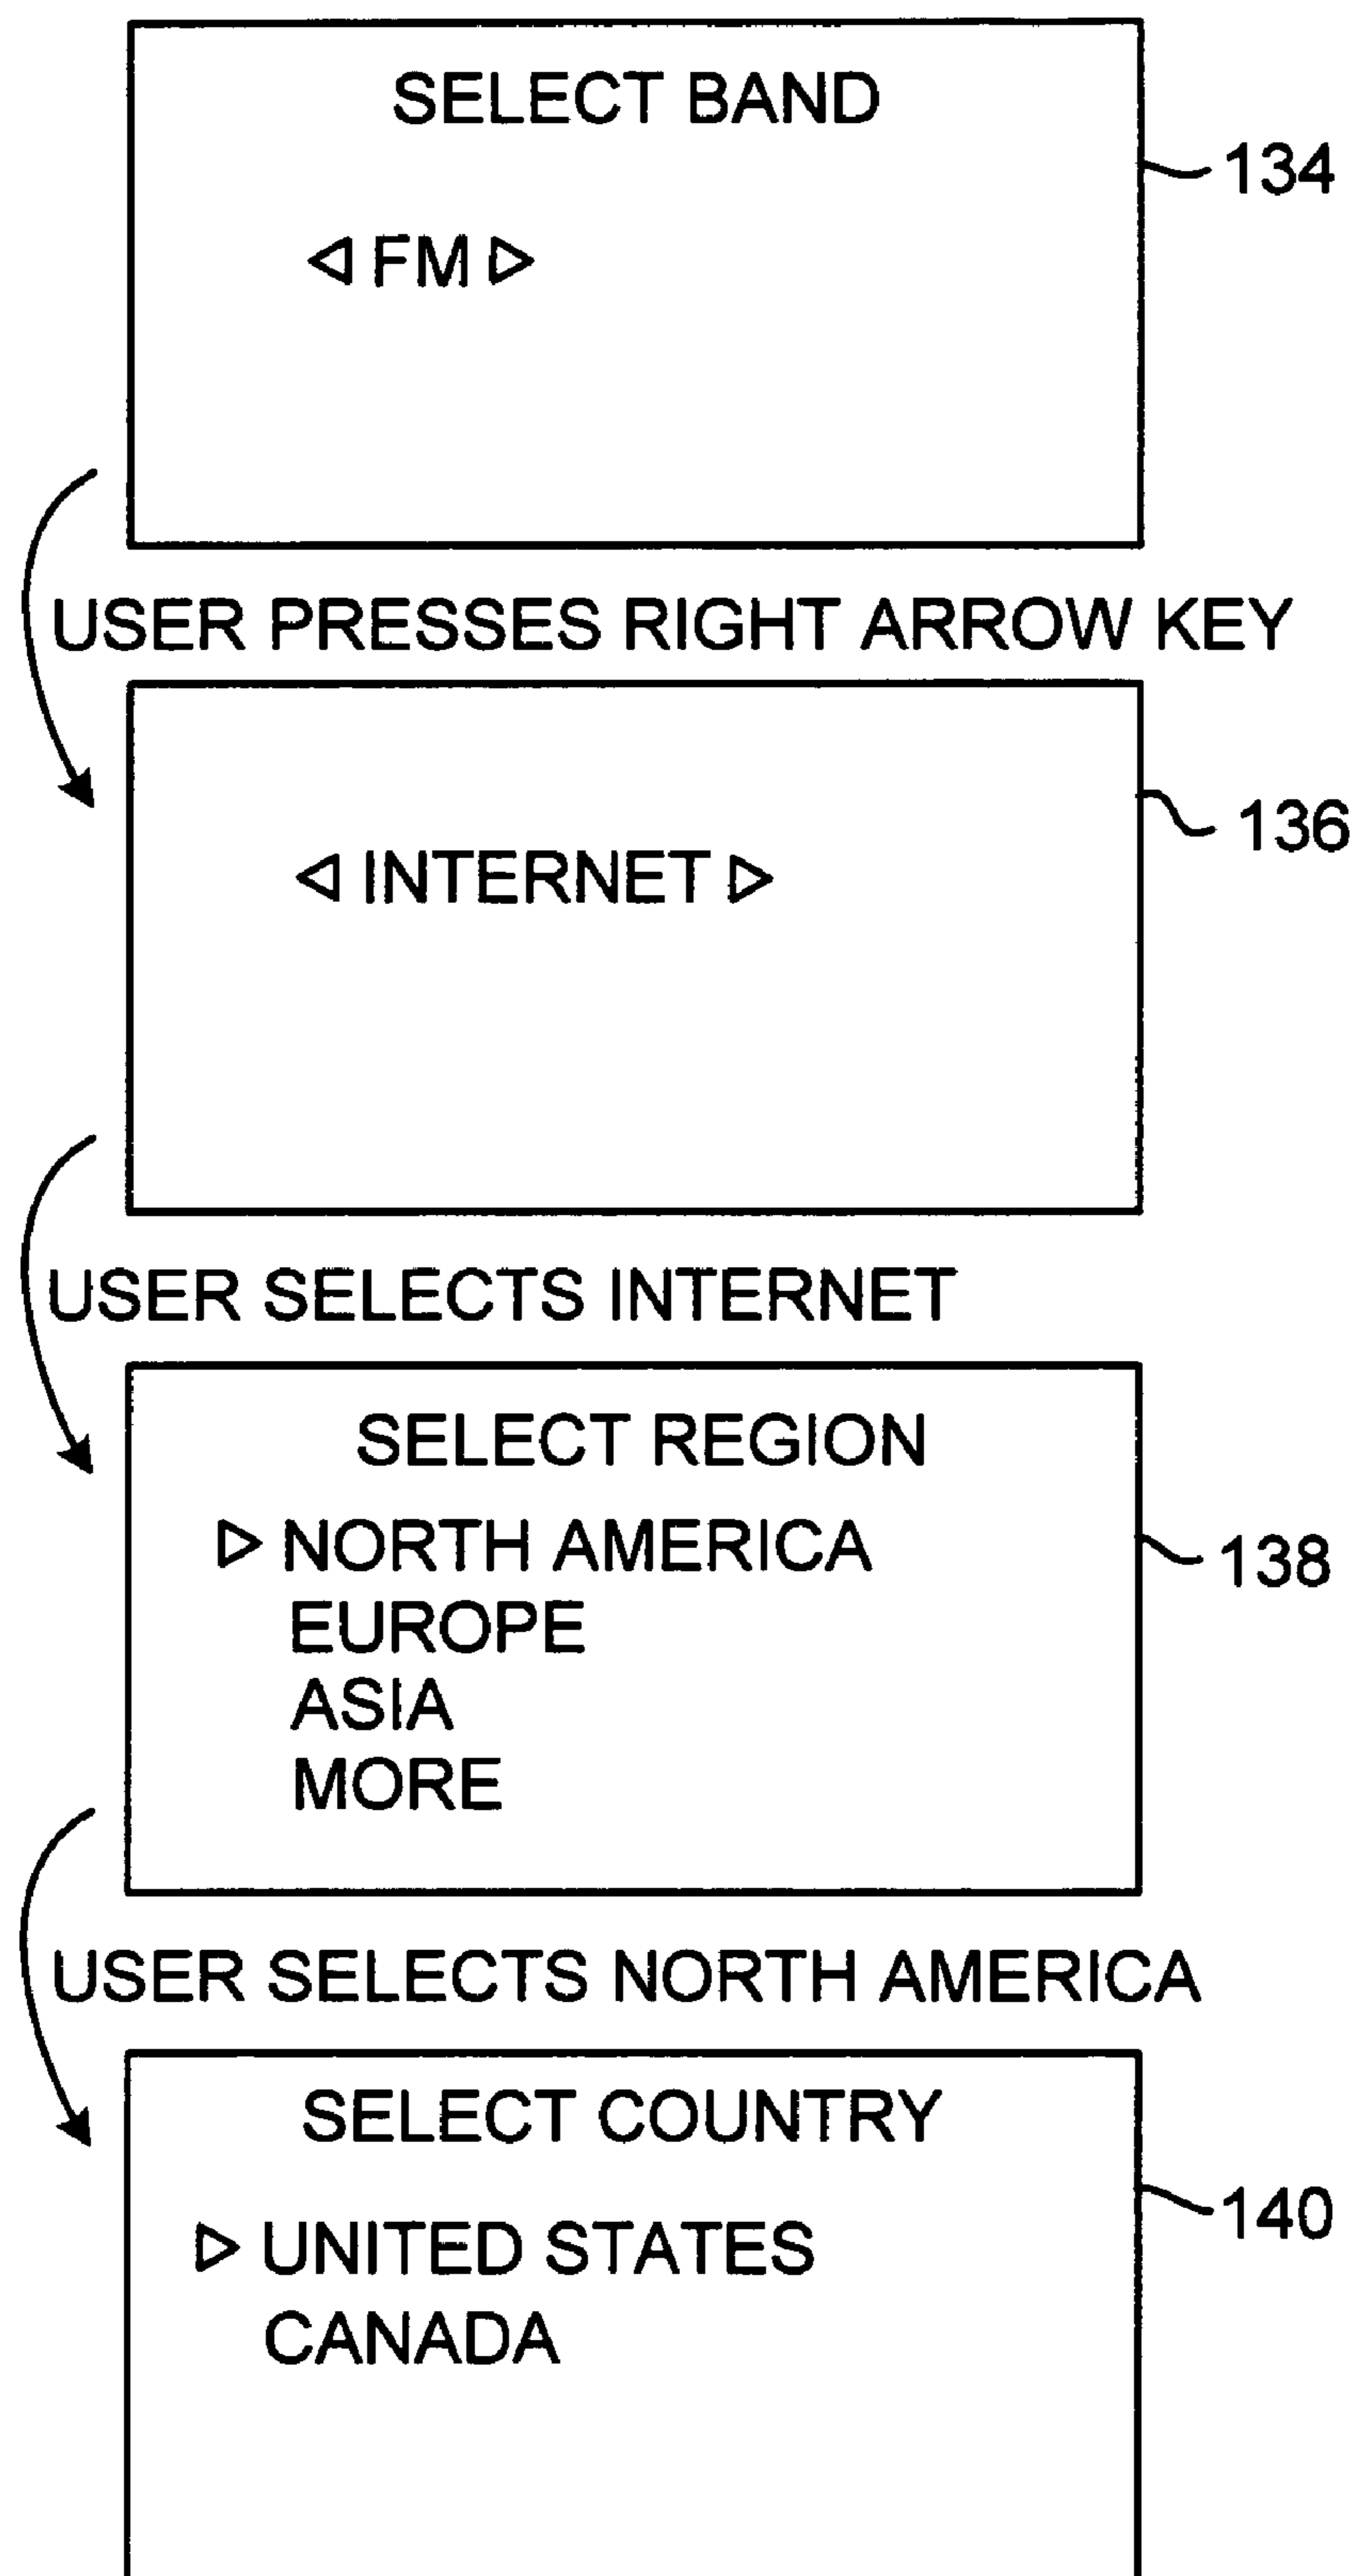 SELECT BAND
134
◁ FM ▷
USER PRESSES RIGHT ARROW KEY
136
◁ INTERNET ▷
USER SELECTS INTERNET
SELECT REGION
▷ NORTH AMERICA
138
EUROPE
ASIA
MORE
USER SELECTS NORTH AMERICA
SELECT COUNTRY
140
▷ UNITED STATES
CANADA